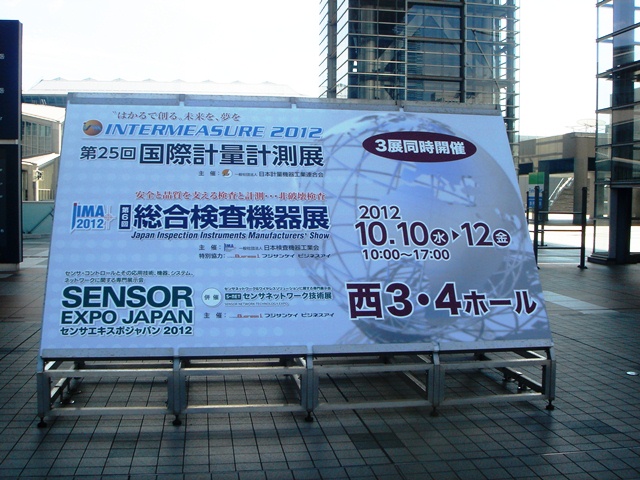 "はかるで創る、未来を、夢を
INTERMEASURE 2012
第25回 国際計量計測展
主催: 一般社団法人 日本計量機器工業連合会
3展同時開催
安全と品質を支える検査と計測・・・非破壊検査
JIMA 2012
第6回 総合検査機器展
Japan Inspection Instruments Manufacturers' Show
主催: 一般社団法人 日本検査機器工業会
特別協力: フジサンケイ ビジネスアイ
2012
10.10水▶12金
10:00~17:00
西3・4ホール
センサ・コントロールとその応用技術、機器、システム、
ネットワークに関する専門展示会
SENSOR
EXPO JAPAN
センサエキスポジャパン 2012
併催
センサネットワーク技術展
主催: フジサンケイ ビジネスアイ